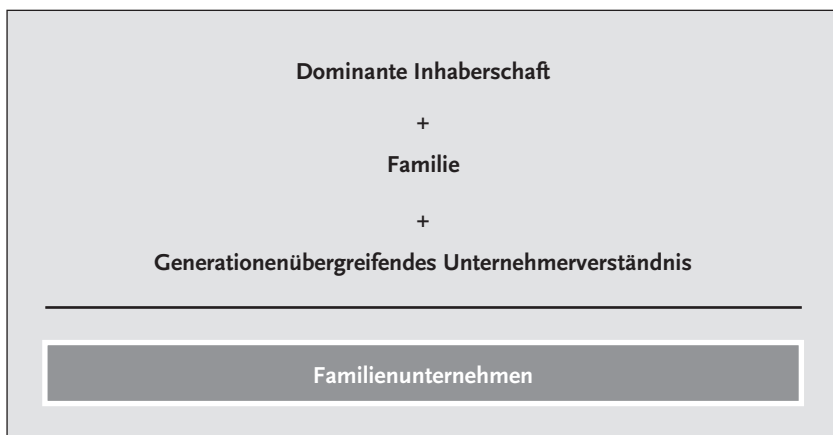 Dominante Inhaberschaft
+
Familie
+
Generationenübergreifendes Unternehmerverständnis
Familienunternehmen